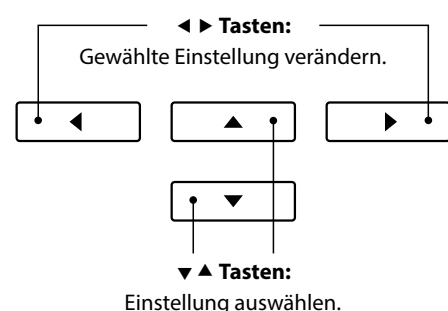 ◀ ▶ Tasten:
Gewählte Einstellung verändern.
▼ ▲ Tasten:
Einstellung auswählen.